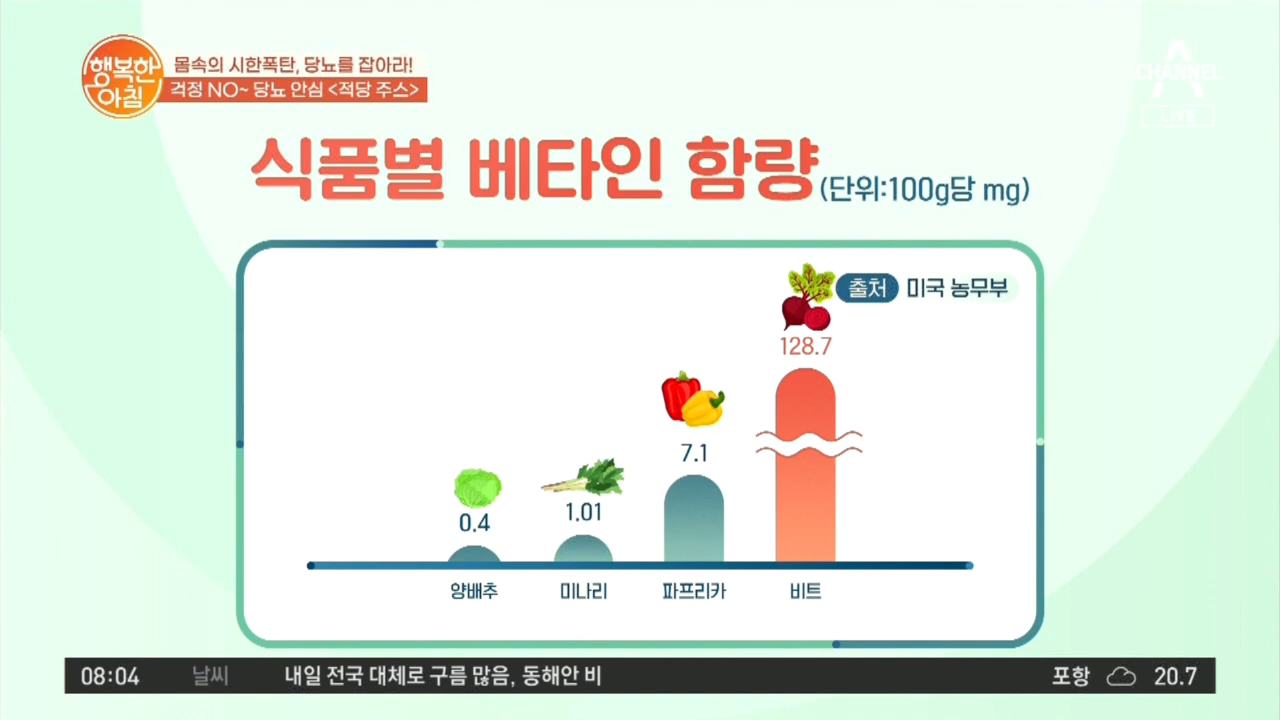 행복한
아침
몸속의 시한폭탄, 당뇨를 잡아라!
걱정 NO~ 당뇨 안심 <적당 주스>
CHANNEL A
LIVE
식품별 베타인 함량 (단위:100g당 mg)
출처 미국 농무부
128.7
7.1
1.01
0.4
양배추 미나리 파프리카 비트
08:04 날씨 내일 전국 대체로 구름 많음, 동해안 비 포항 20.7